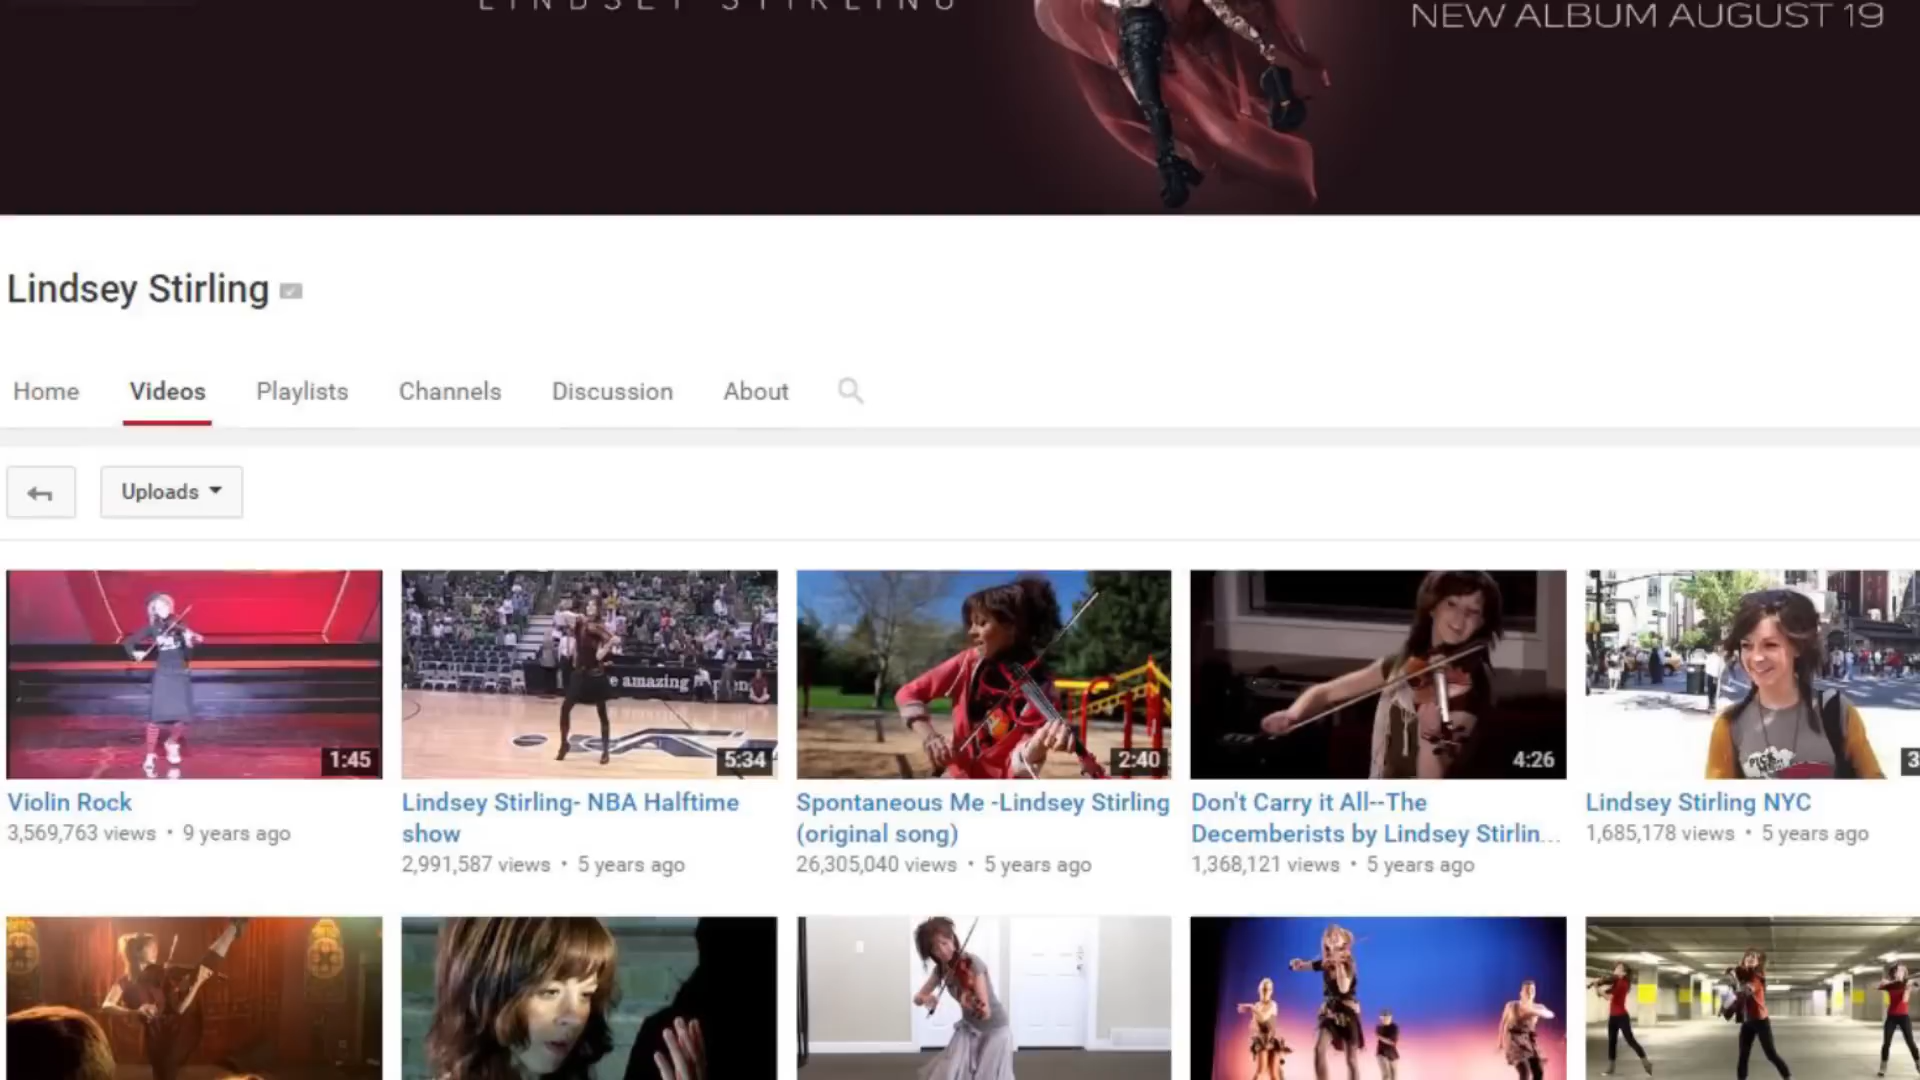 LINDSEY STIRLING
NEW ALBUM AUGUST 19
Lindsey Stirling
Home
Videos
Playlists
Channels
Discussion
About
Uploads
e amazing
1:45
5:34
2:40
4:26
3
Violin Rock
3,569,763 views • 9 years ago
Lindsey Stirling- NBA Halftime
show
2,991,587 views • 5 years ago
Spontaneous Me -Lindsey Stirling
(original song)
26,305,040 views • 5 years ago
Don't Carry it All--The
Decemberists by Lindsey Stirlin...
1,368,121 views • 5 years ago
Lindsey Stirling NYC
1,685,178 views • 5 years ago